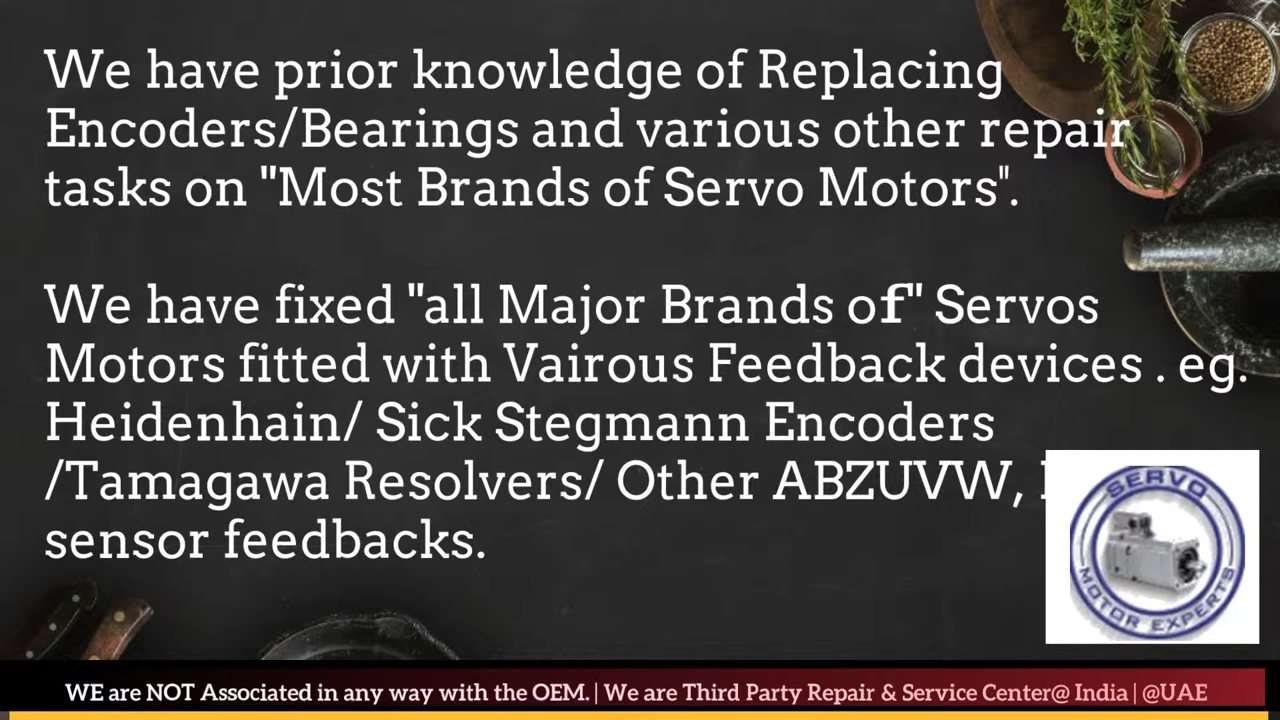 We have prior knowledge of Replacing
Encoders/Bearings and various other repair
tasks on "Most Brands of Servo Motors".
We have fixed "all Major Brands of" Servos
Motors fitted with Vairous Feedback devices . eg.
Heidenhain/ Sick Stegmann Encoders
/Tamagawa Resolvers/ Other ABZUVW,
sensor feedbacks.
SERVO
MOTOR EXPERTS
WE are NOT Associated in any way with the OEM. | We are Third Party Repair & Service Center@ India | @UAE